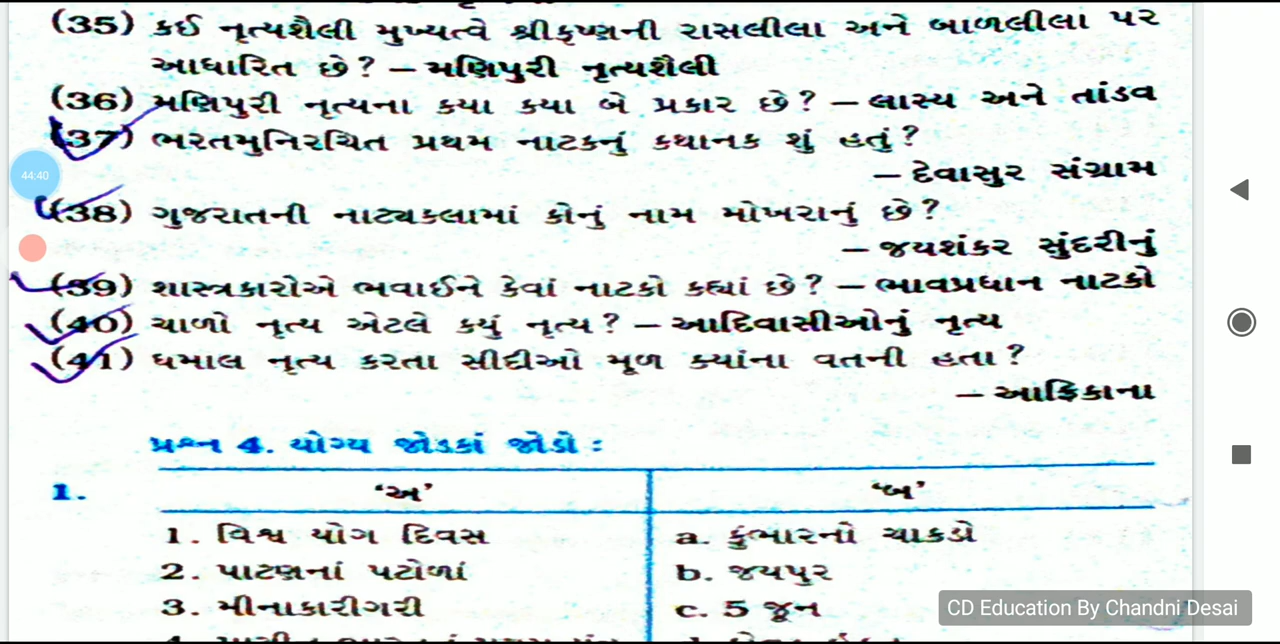 (35) કઈ નૃત્યશૈલી મુખ્યત્વે શ્રીકૃષ્ણની રાસલીલા અને બાળલીલા પર
આધારિત છે? – મણિપુરી નૃત્યશૈલી
(36) મણિપુરી નૃત્યના કયા કયા બે પ્રકાર છે? – લાસ્ય અને તાંડવ
(37) ભરતમુનિરચિત પ્રથમ નાટકનું કથાનક શું હતું?
– દેવાસુર સંગ્રામ
44:40
(38) ગુજરાતની નાટ્યકલામાં કોનું નામ મોખરાનું છે?
– જયશંકર સુંદરીનું
(39) શાસ્ત્રકારોએ ભવાઈને કેવાં નાટકો કહ્યાં છે? – ભાવપ્રધાન નાટકો
(40) ચાળો નૃત્ય એટલે કયું નૃત્ય? – આદિવાસીઓનું નૃત્ય
(41) ધમાલ નૃત્ય કરતા સીદીઓ મૂળ ક્યાંના વતની હતા?
– આફ્રિકાના
પ્રશ્ન 4. યોગ્ય જોડકાં જોડો :
1. ‘અ’ ‘બ’
1. વિશ્વ યોગ દિવસ a. કુંભારનો ચાકડો
2. પાટણનાં પટોળાં b. જયપુર
3. મીનાકારીગરી c. 5 જૂન
CD Education By Chandni Desai